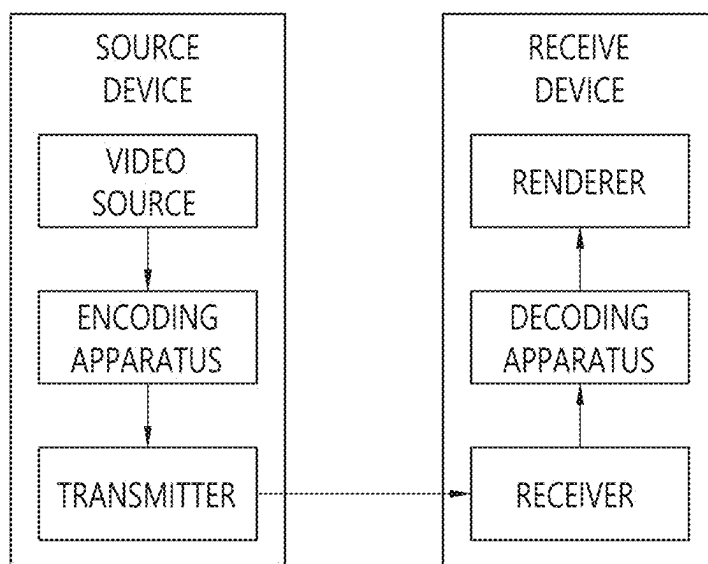 SOURCE
DEVICE
VIDEO
SOURCE
ENCODING
APPARATUS
TRANSMITTER
RECEIVE
DEVICE
RENDERER
DECODING
APPARATUS
RECEIVER